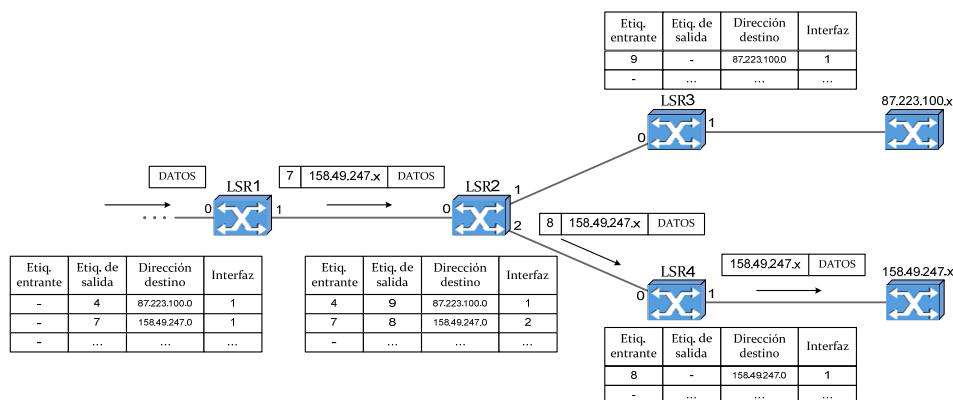 Etiq. entrante Etiq. de salida Dirección destino Interfaz
9 - 87.223.100.0 1
- ... ... ...
LSR3
87.223.100.x
0
1
DATOS
7 158.49.247.x DATOS
LSR1
LSR2
0
1
0
1
2
...
8 158.49.247.x DATOS
Etiq. entrante Etiq. de salida Dirección destino Interfaz
- 4 87.223.100.0 1
- 7 158.49.247.0 1
- ... ... ...
Etiq. entrante Etiq. de salida Dirección destino Interfaz
4 9 87.223.100.0 1
7 8 158.49.247.0 2
- ... ... ...
LSR4
158.49.247.x DATOS
158.49.247.x
0
1
Etiq. entrante Etiq. de salida Dirección destino Interfaz
8 - 158.49.247.0 1
- ... ... ...